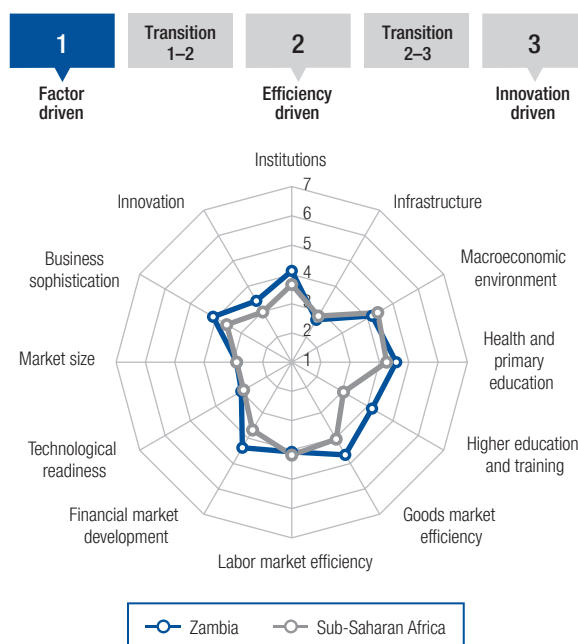 1
Transition
1–2
2
Transition
2–3
3
Factor
driven
Efficiency
driven
Innovation
driven
Institutions
Infrastructure
Macroeconomic
environment
Health and
primary
education
Higher education
and training
Goods market
efficiency
Labor market efficiency
Financial market
development
Technological
readiness
Market size
Business
sophistication
Innovation
7
6
5
4
3
2
1
Zambia
Sub-Saharan Africa